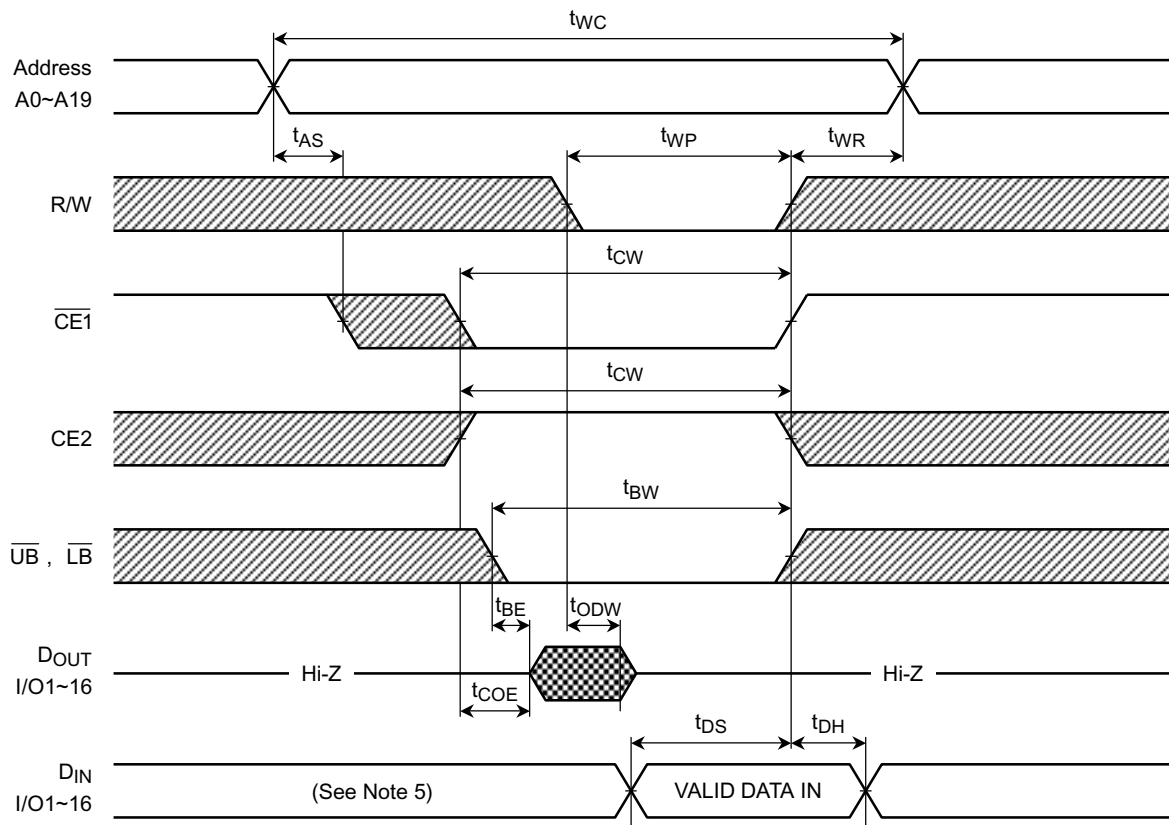 tWC
Address
A0~A19
tAS
tWP
tWR
R/W
tCW
CE1
tCW
CE2
tBW
UB , LB
tBE
tODW
DOUT
I/O1~16
Hi-Z
Hi-Z
tCOE
tDS
tDH
DIN
I/O1~16
(See Note 5)
VALID DATA IN